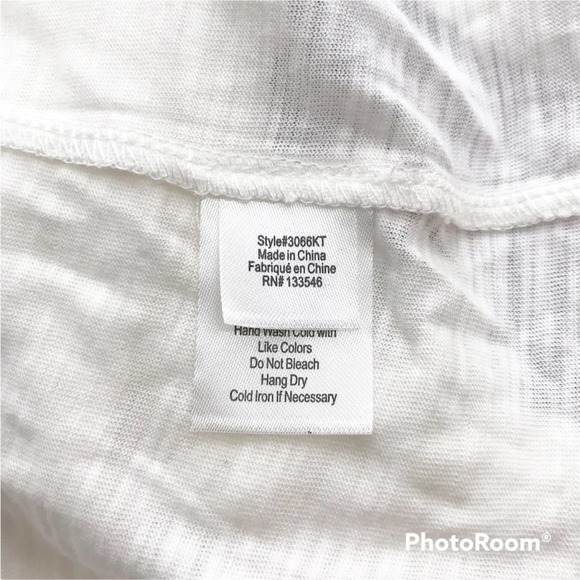 Style#3066KT
Made in China
Fabriqué en Chine
RN# 133546
Hand Wash Cold with
Like Colors
Do Not Bleach
Hang Dry
Cold Iron If Necessary
PhotoRoom®